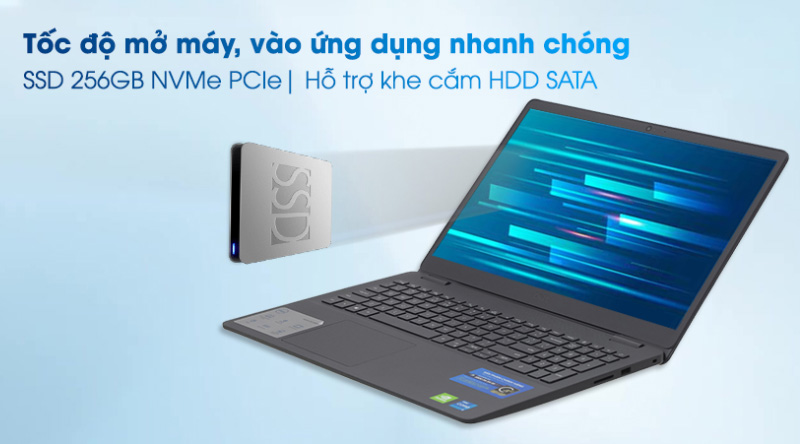 Tốc độ mở máy, vào ứng dụng nhanh chóng
SSD 256GB NVMe PCIe| Hỗ trợ khe cắm HDD SATA
SSD